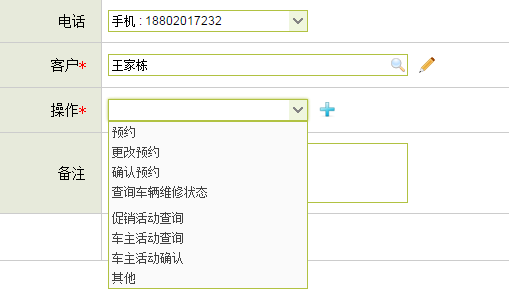 电话 手机 : 18802017232
客户* 王家栋
操作*
预约
更改预约
确认预约
备注
查询车辆维修状态
促销活动查询
车主活动查询
车主活动确认
其他